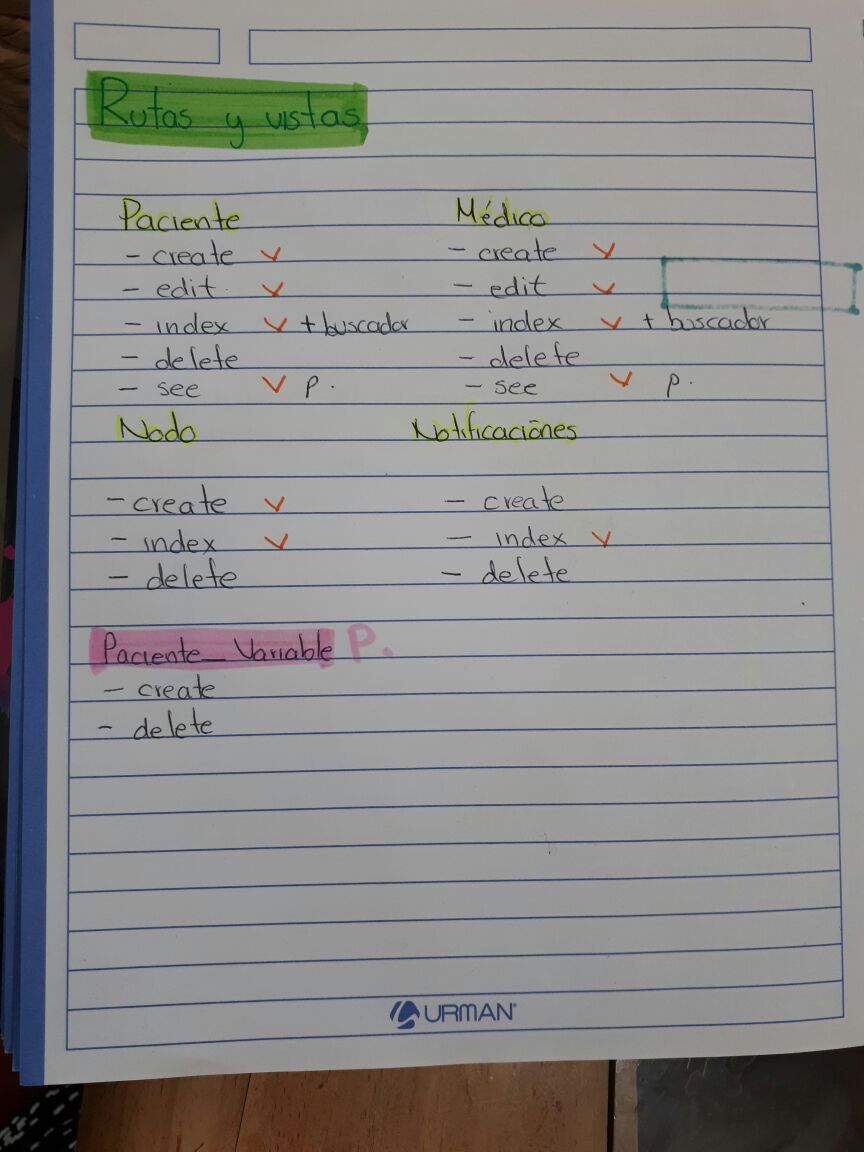 Rutas y vistas
Paciente
- create ✓
- edit ✓
- index ✓ + buscador
- delete
- see ✓ p.
Médico
- create ✓
- edit ✓
- index ✓ + buscador
- delete
- see ✓ p.
Nodo
- create ✓
- index ✓
- delete
Notificaciones
- create
- index ✓
- delete
Paciente_Variable P.
- create
- delete
URMAN